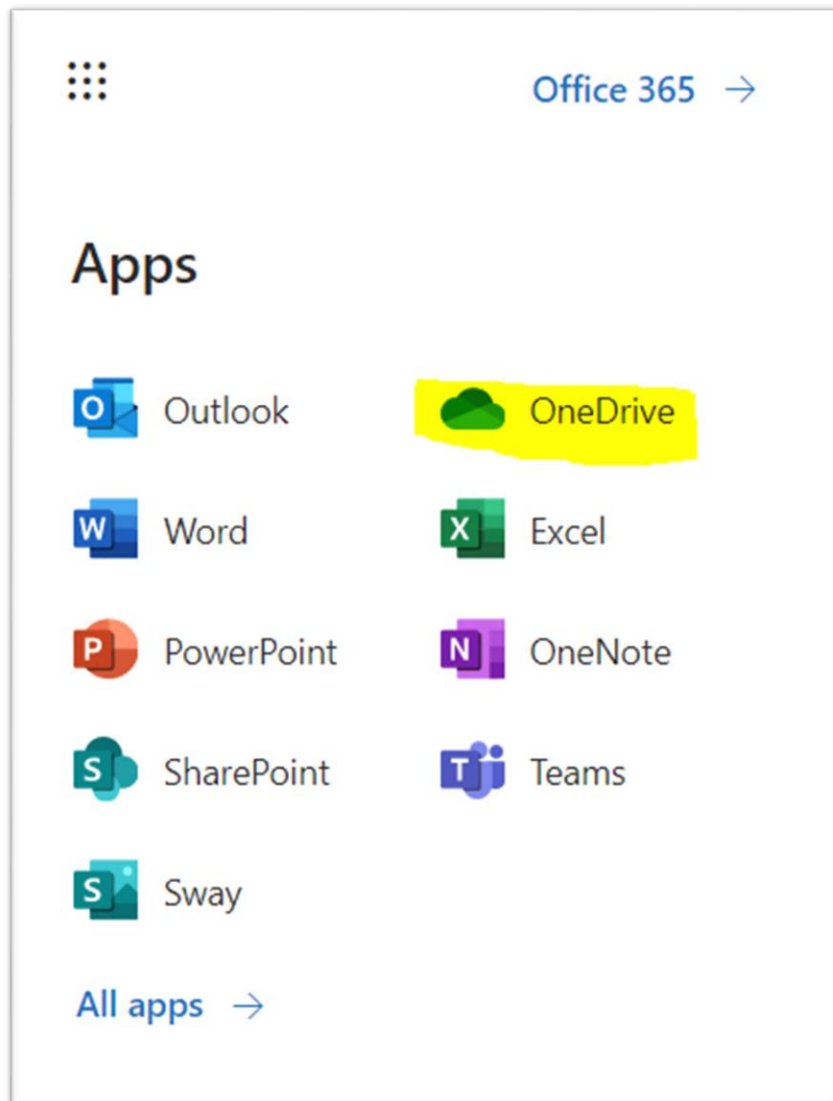 Office 365
Apps
Outlook OneDrive
Word Excel
PowerPoint OneNote
SharePoint Teams
Sway
All apps